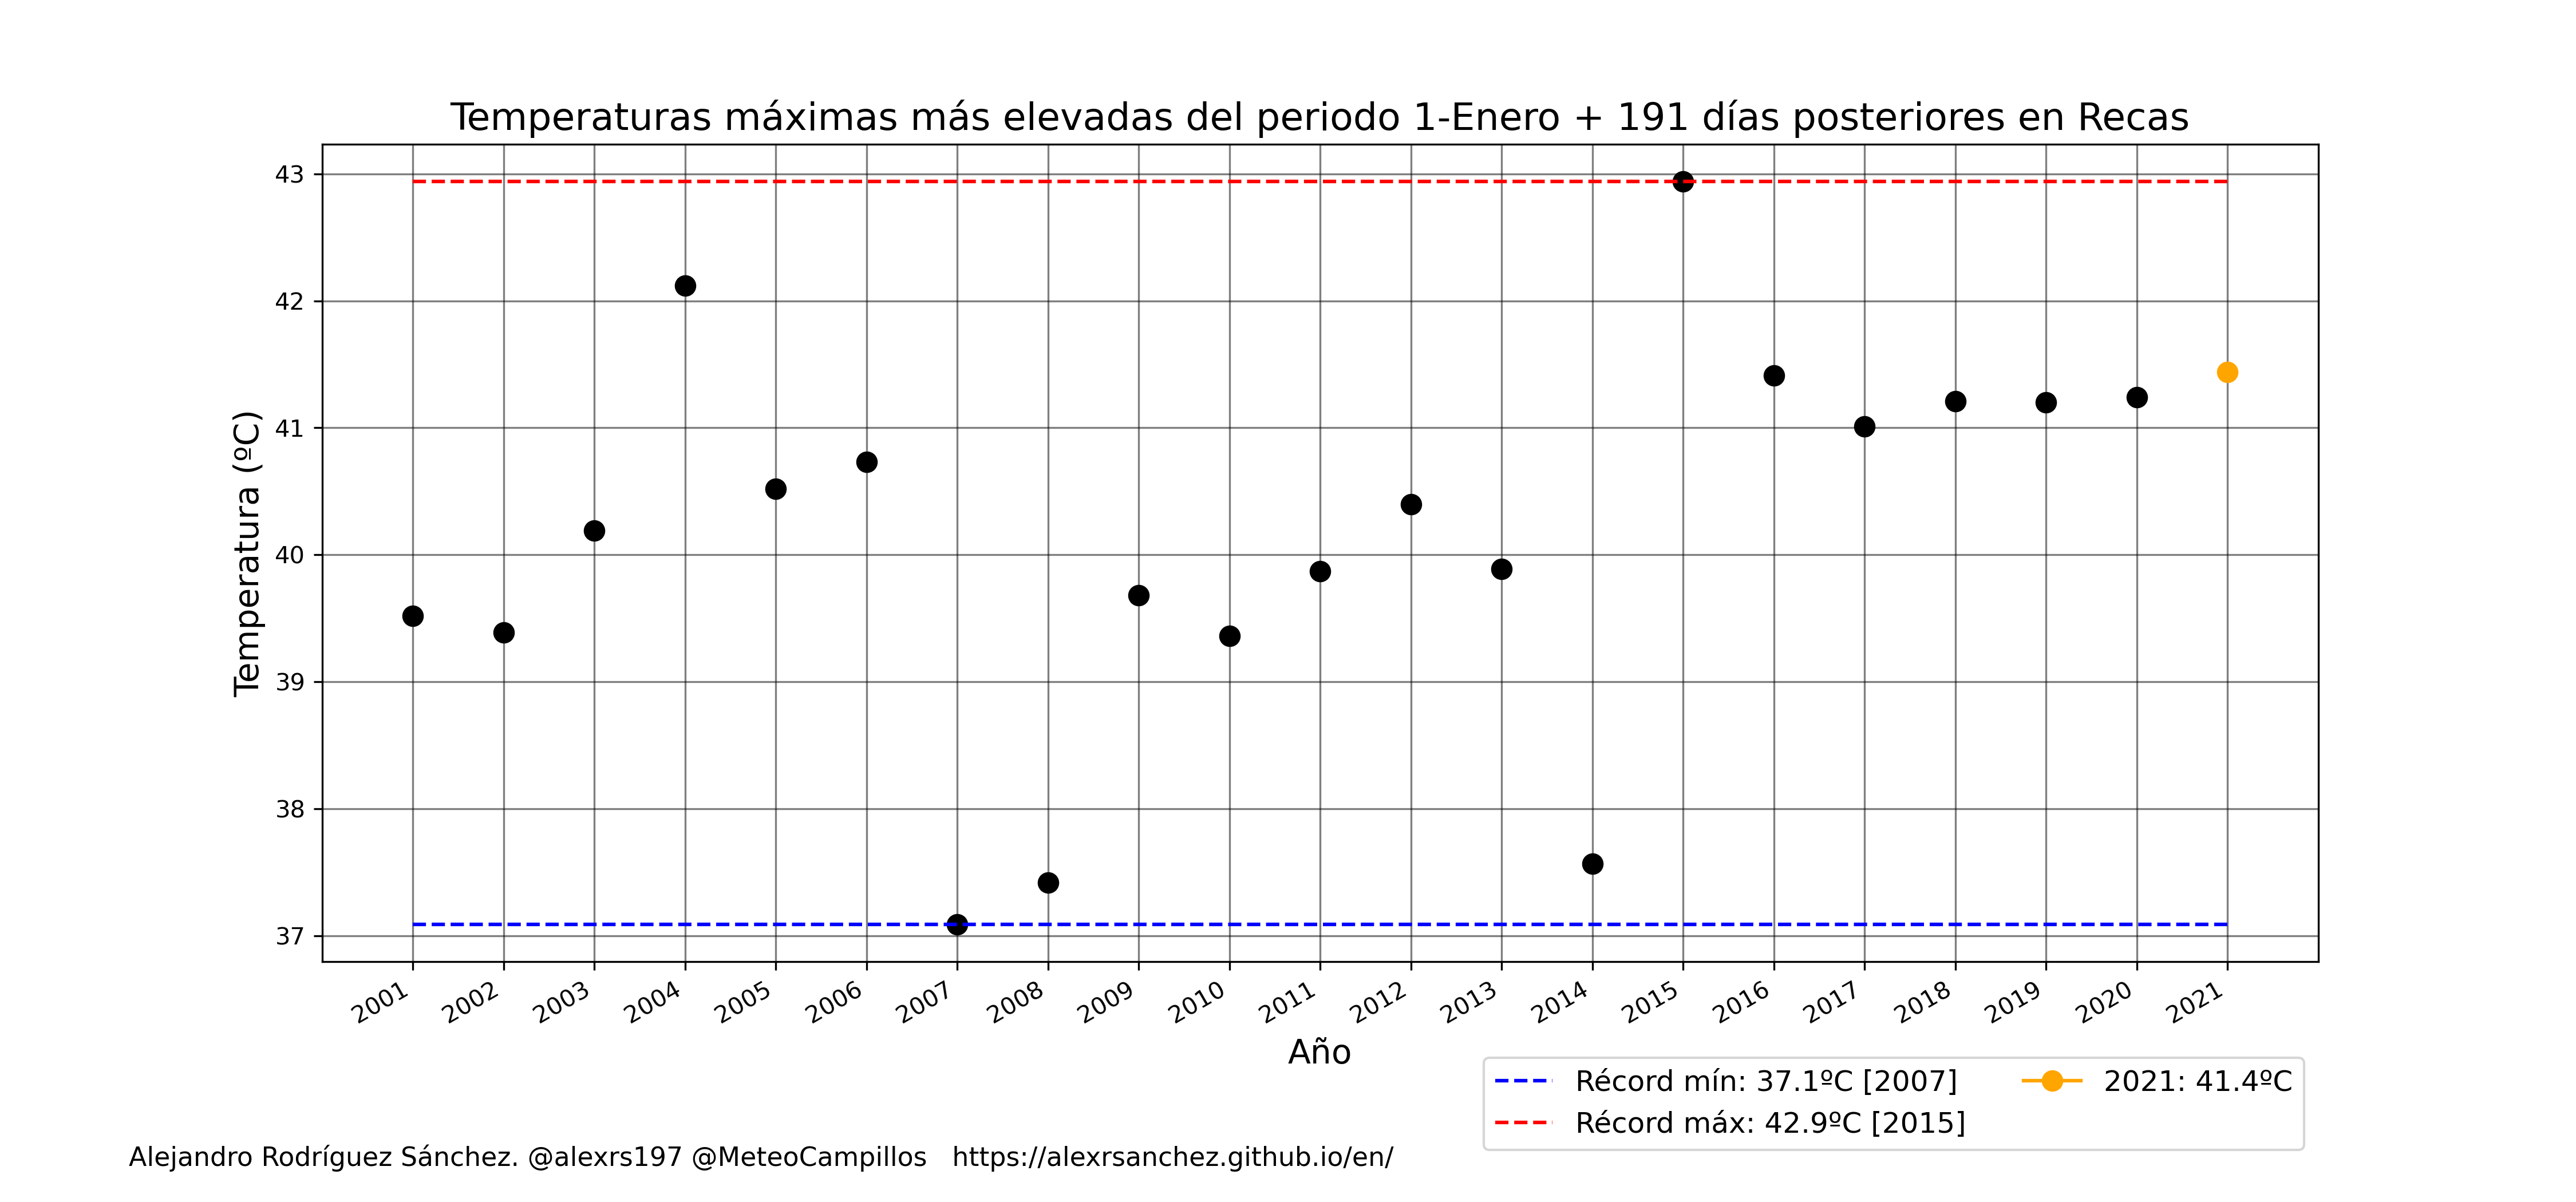 Temperaturas máximas más elevadas del periodo 1-Enero + 191 días posteriores en Recas
Temperatura (ºC)
43
42
41
40
39
38
37
2001 2002 2003 2004 2005 2006 2007 2008 2009 2010 2011 2012 2013 2014 2015 2016 2017 2018 2019 2020 2021
Año
Récord mín: 37.1ºC [2007]
Récord máx: 42.9ºC [2015]
2021: 41.4ºC
Alejandro Rodríguez Sánchez. @alexrs197 @MeteoCampillos https://alexrsanchez.github.io/en/